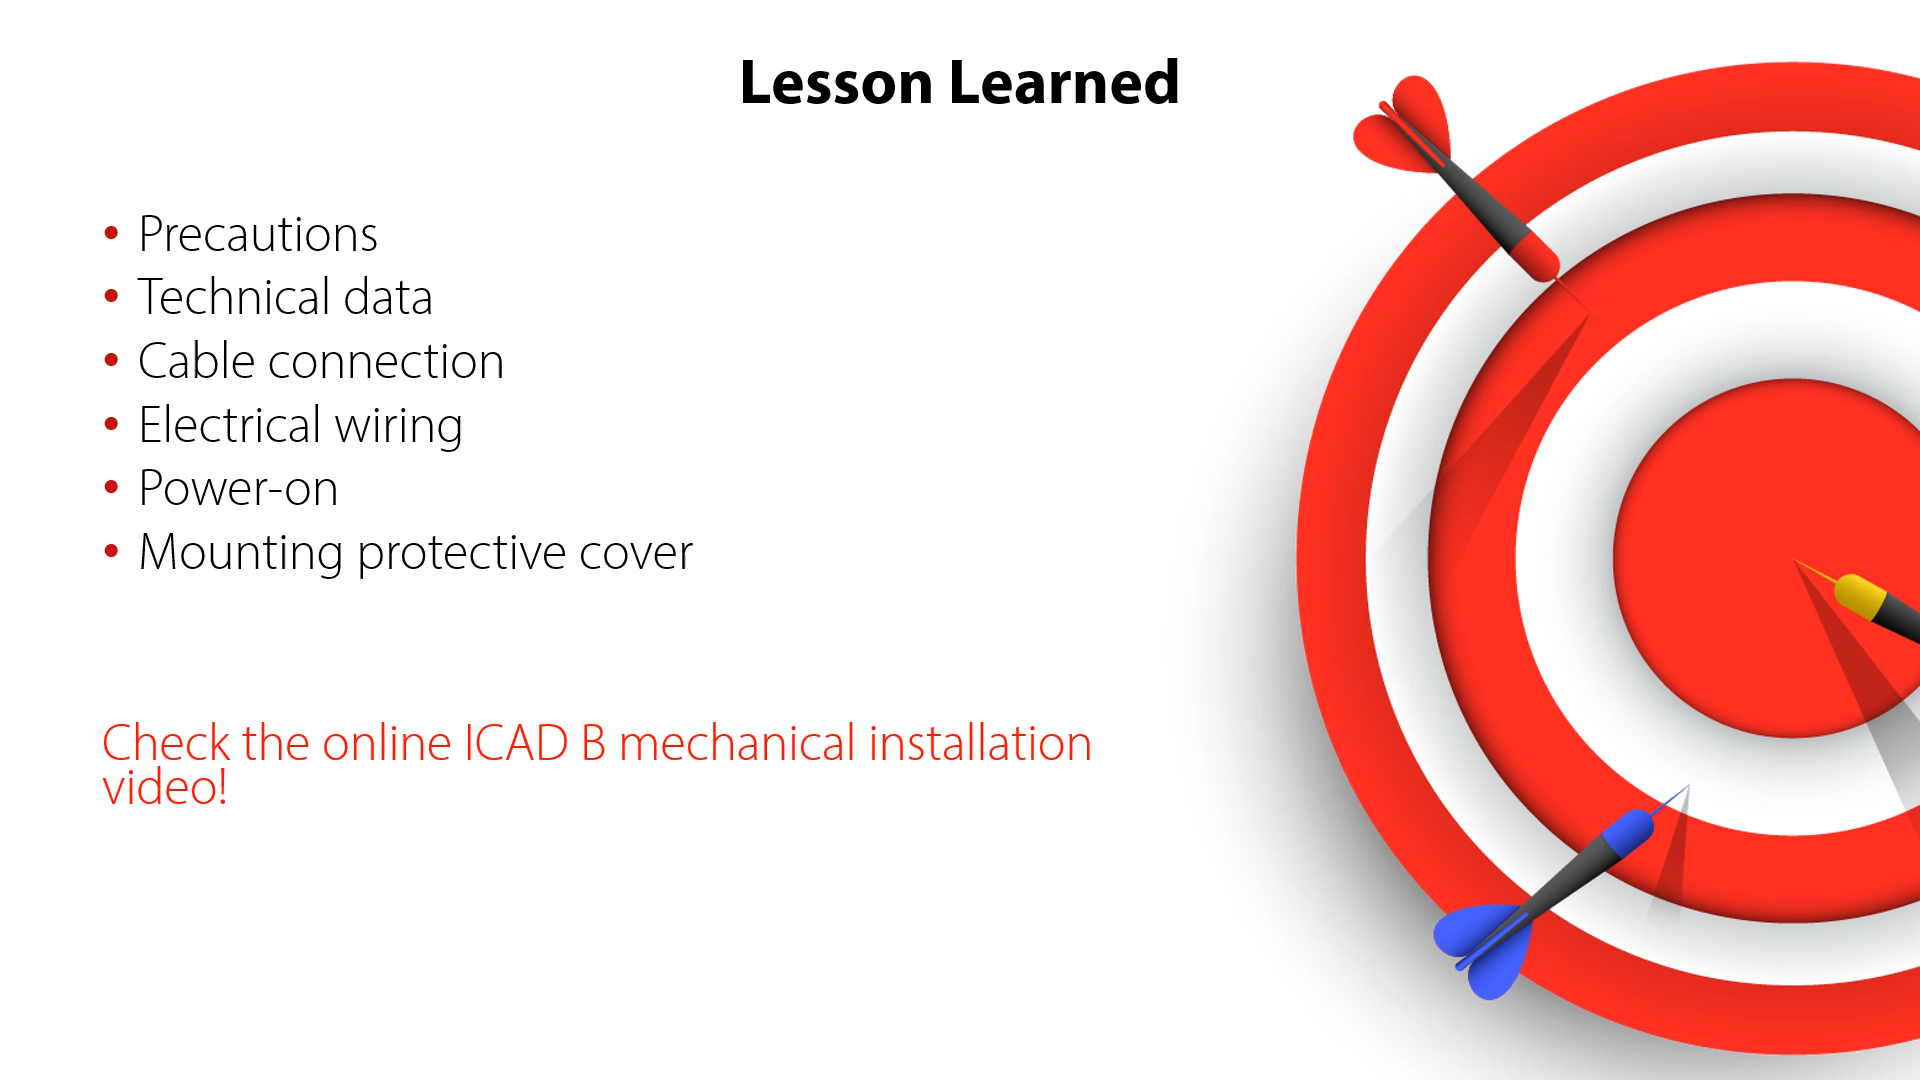 Lesson Learned
• Precautions
• Technical data
• Cable connection
• Electrical wiring
• Power-on
• Mounting protective cover
Check the online ICAD B mechanical installation
video!